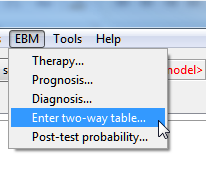 EBM Tools Help
s
model>
Therapy...
Prognosis...
Diagnosis...
Enter two-way table...
Post-test probability...